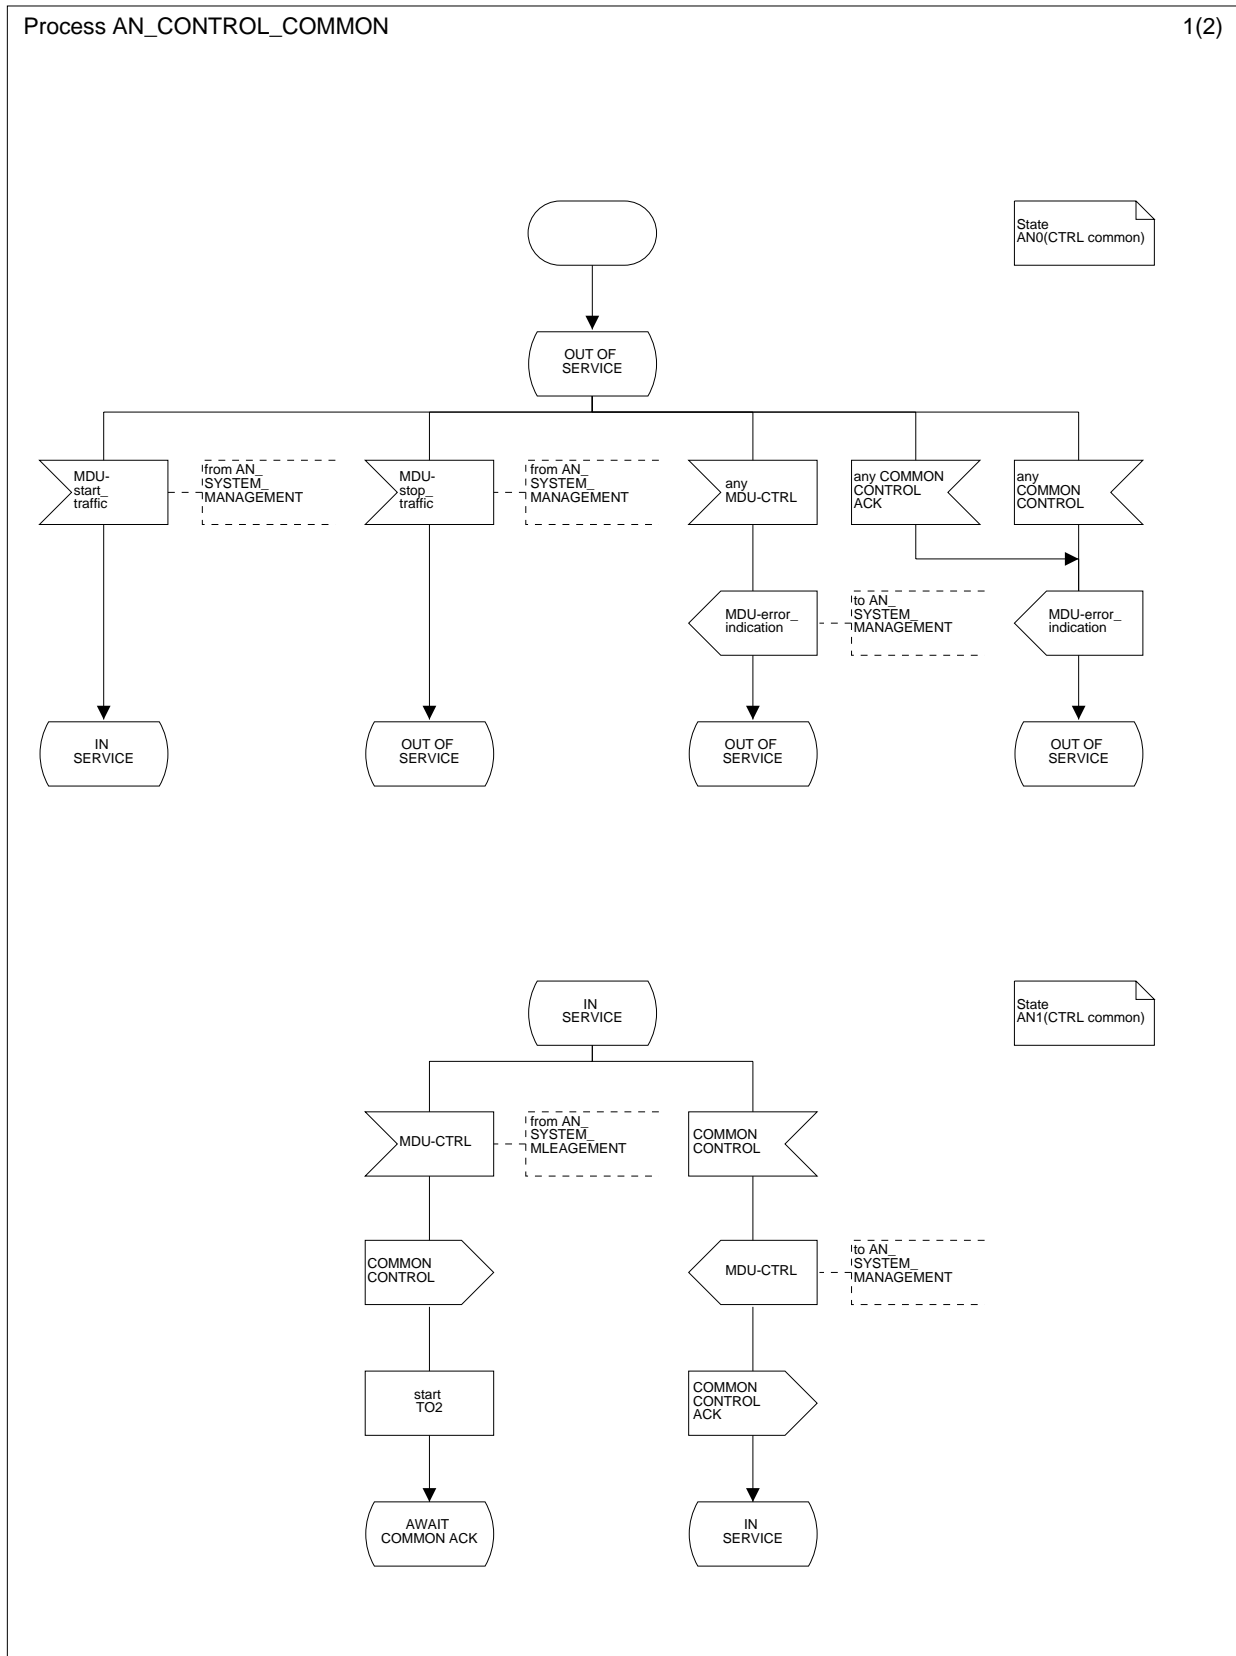 Process AN_CONTROL_COMMON
1(2)
State
AN0(CTRL common)
OUT OF
SERVICE
MDU-
start_
traffic
from AN_
SYSTEM_
MANAGEMENT
MDU-
stop_
traffic
from AN_
SYSTEM_
MANAGEMENT
any
MDU-CTRL
any COMMON
CONTROL
ACK
any
COMMON
CONTROL
MDU-error_
indication
to AN_
SYSTEM_
MANAGEMENT
MDU-error_
indication
IN
SERVICE
OUT OF
SERVICE
OUT OF
SERVICE
OUT OF
SERVICE
IN
SERVICE
State
AN1(CTRL common)
MDU-CTRL
from AN_
SYSTEM_
MLEAGEMENT
COMMON
CONTROL
COMMON
CONTROL
MDU-CTRL
to AN_
SYSTEM_
MANAGEMENT
start
TO2
COMMON
CONTROL
ACK
AWAIT
COMMON ACK
IN
SERVICE